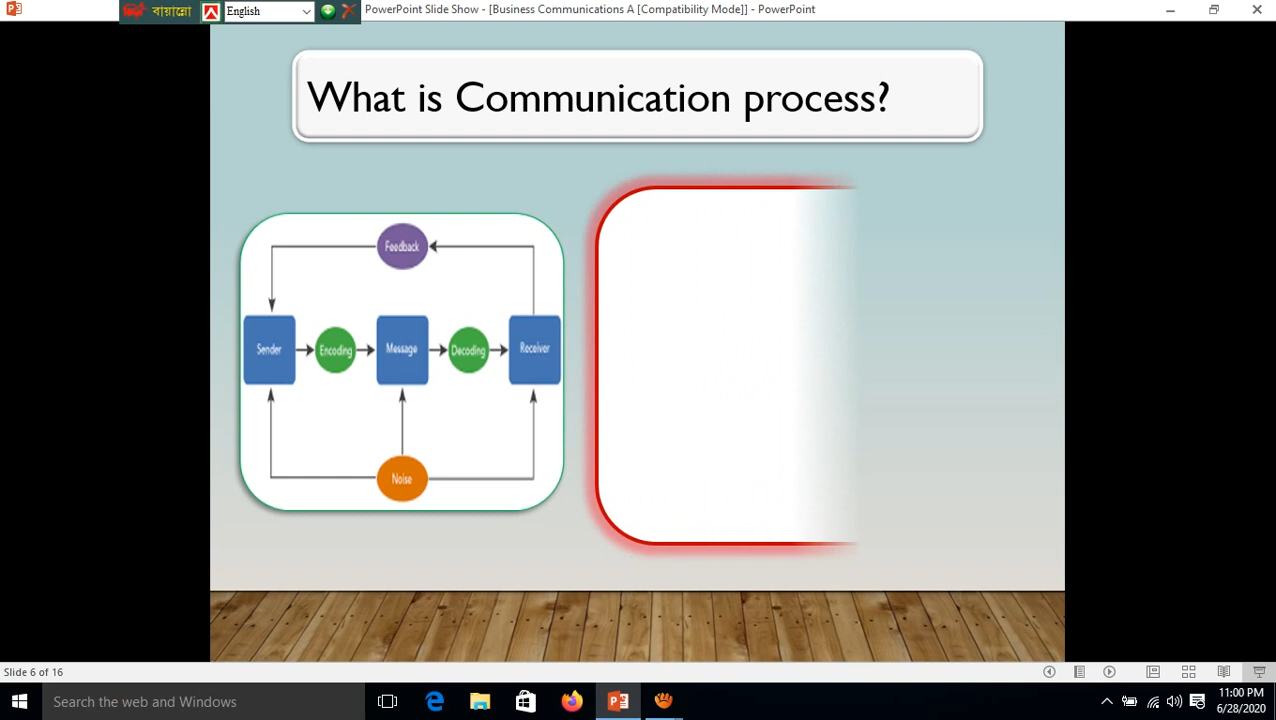 বায়ান্নো
English
PowerPoint Slide Show - [Business Communications A [Compatibility Mode]] - PowerPoint
What is Communication process?
Feedback
Sender
Encoding
Message
Decoding
Receiver
Noise
Slide 6 of 16
Search the web and Windows
11:00 PM
6/28/2020